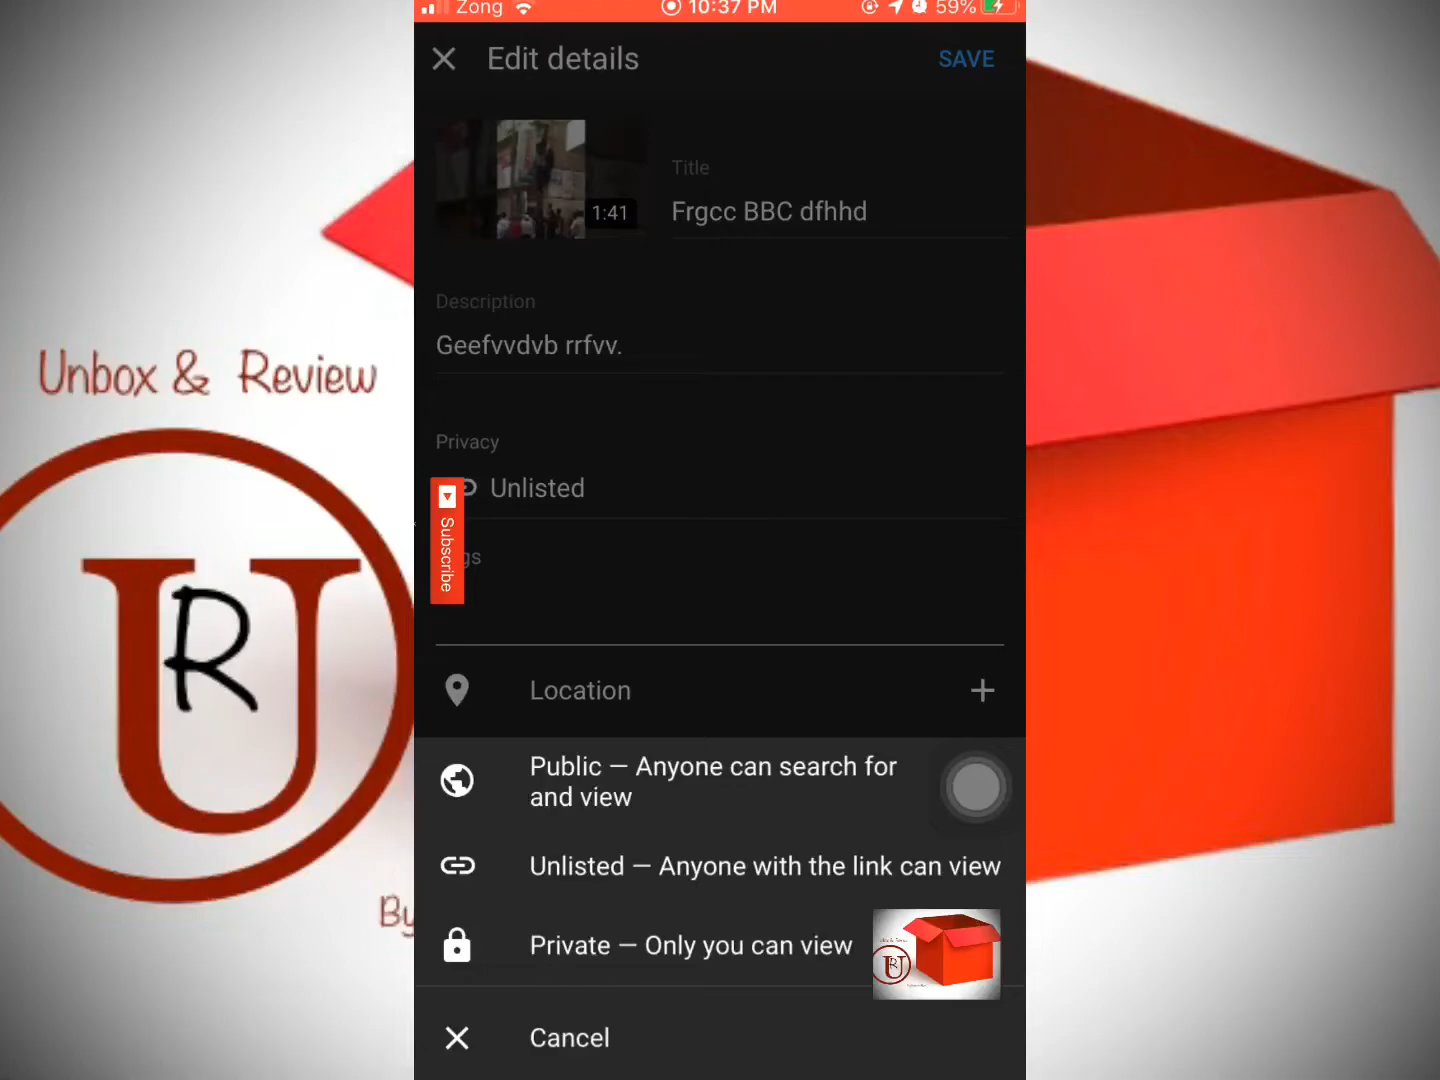 Zong
10:37 PM
59%
Edit details
SAVE
1:41
Title
Frgcc BBC dfhhd
Description
Geefvvdvb rrfvv.
Privacy
Unlisted
Subscribe
gs
Location
Public — Anyone can search for
and view
Unlisted — Anyone with the link can view
Private — Only you can view
Cancel
Unbox & Review
U
R
By